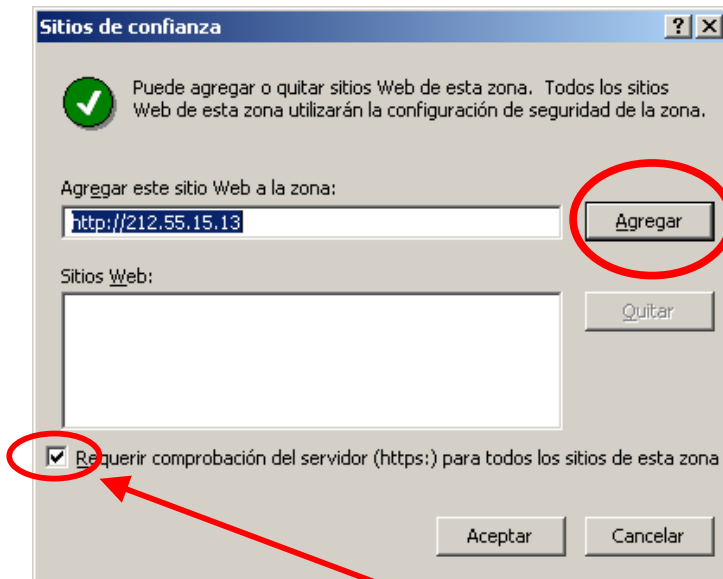 Sitios de confianza
Puede agregar o quitar sitios Web de esta zona. Todos los sitios
Web de esta zona utilizarán la configuración de seguridad de la zona.
Agregar este sitio Web a la zona:
http://212.55.15.13
Agregar
Sitios Web:
Quitar
Requerir comprobación del servidor (https:) para todos los sitios de esta zona
Aceptar
Cancelar